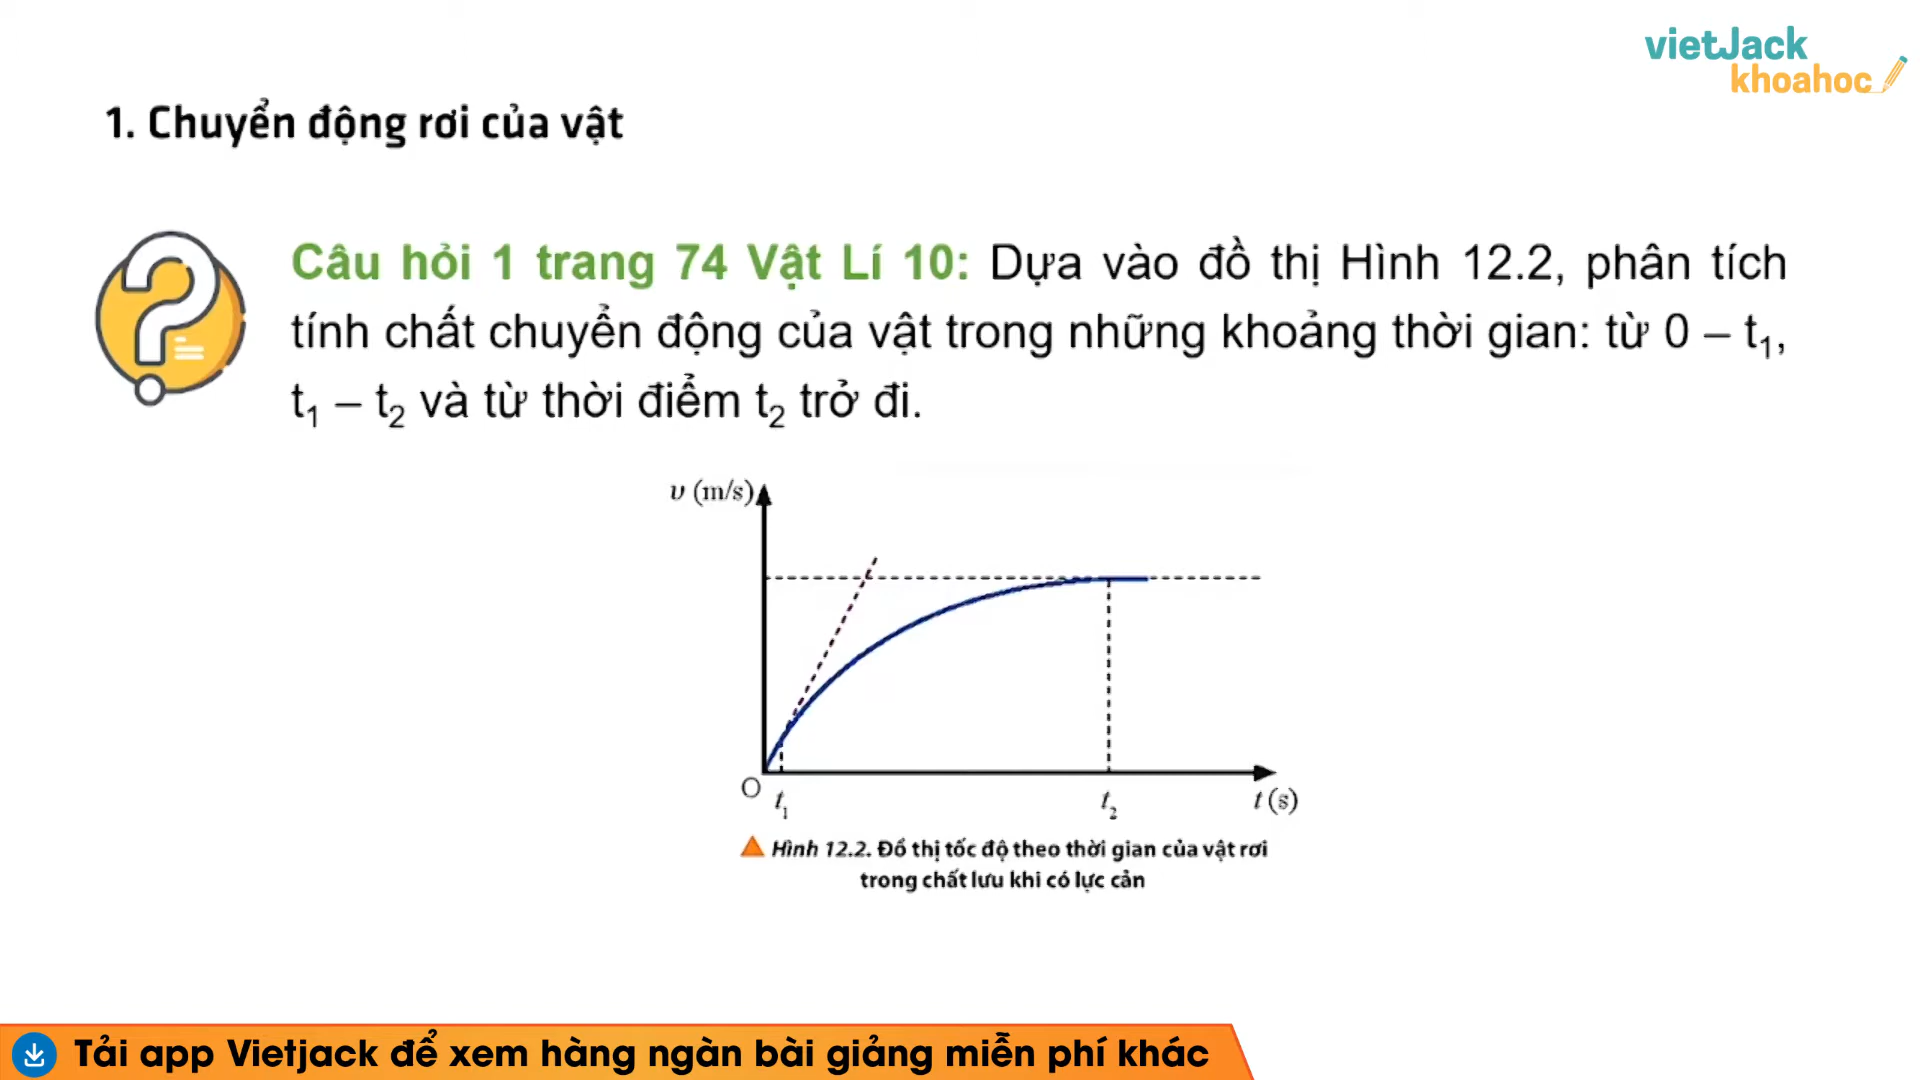 vietJack
khoahoc
1. Chuyển động rơi của vật
Câu hỏi 1 trang 74 Vật Lí 10: Dựa vào đồ thị Hình 12.2, phân tích
tính chất chuyển động của vật trong những khoảng thời gian: từ 0 – t₁,
t₁ – t₂ và từ thời điểm t₂ trở đi.
υ (m/s)
O
t₁
t₂
t (s)
Hình 12.2. Đồ thị tốc độ theo thời gian của vật rơi
trong chất lưu khi có lực cản
Tải app Vietjack để xem hàng ngàn bài giảng miễn phí khác